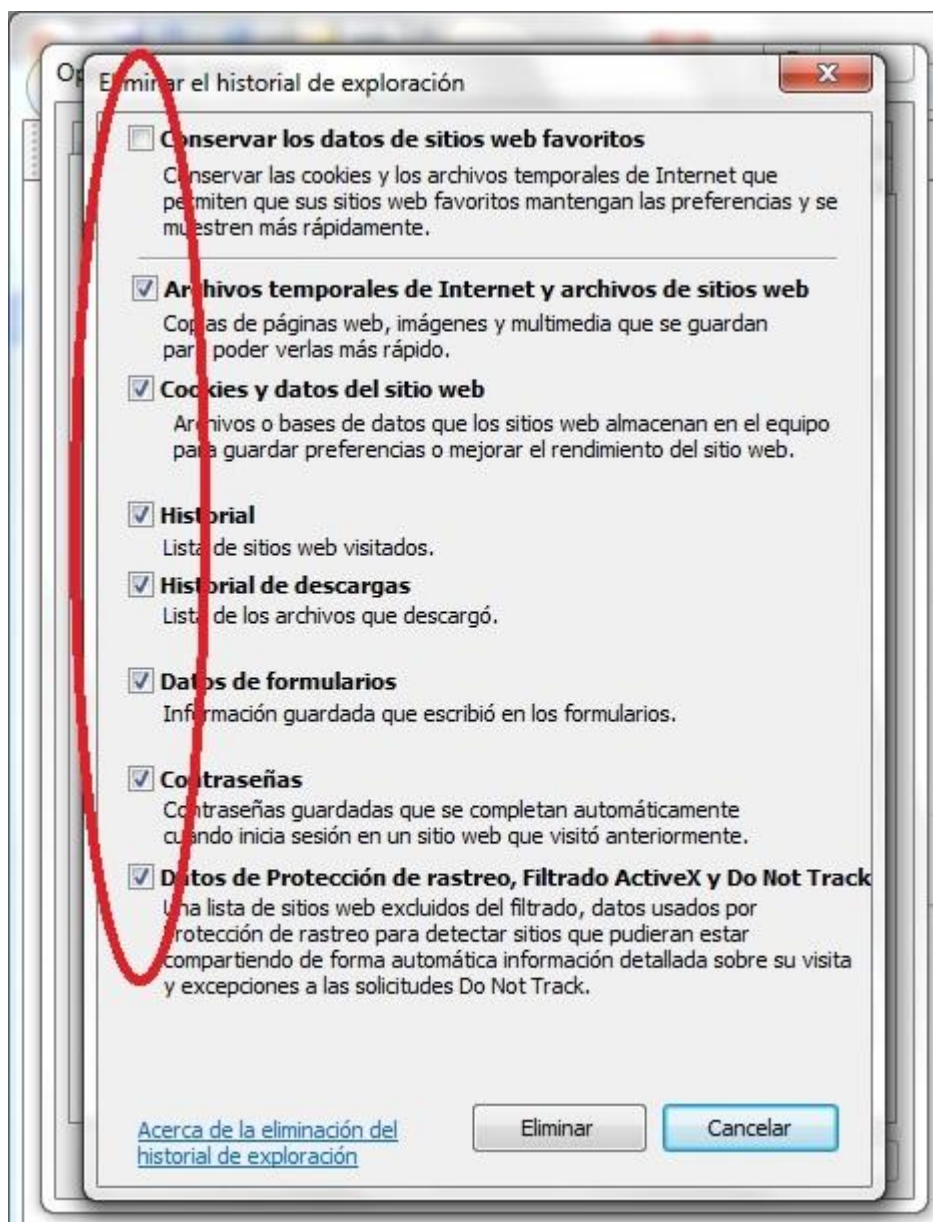 Op
Eliminar el historial de exploración
Conservar los datos de sitios web favoritos
Conservar las cookies y los archivos temporales de Internet que
permiten que sus sitios web favoritos mantengan las preferencias y se
muestren más rápidamente.
Archivos temporales de Internet y archivos de sitios web
Copias de páginas web, imágenes y multimedia que se guardan
para poder verlas más rápido.
Cookies y datos del sitio web
Archivos o bases de datos que los sitios web almacenan en el equipo
para guardar preferencias o mejorar el rendimiento del sitio web.
Historial
Lista de sitios web visitados.
Historial de descargas
Lista de los archivos que descargó.
Datos de formularios
Información guardada que escribió en los formularios.
Contraseñas
Contraseñas guardadas que se completan automáticamente
cuando inicia sesión en un sitio web que visitó anteriormente.
Datos de Protección de rastreo, Filtrado ActiveX y Do Not Track
Una lista de sitios web excluidos del filtrado, datos usados por
Protección de rastreo para detectar sitios que pudieran estar
compartiendo de forma automática información detallada sobre su visita
y excepciones a las solicitudes Do Not Track.
Acerca de la eliminación del
historial de exploración
Eliminar
Cancelar